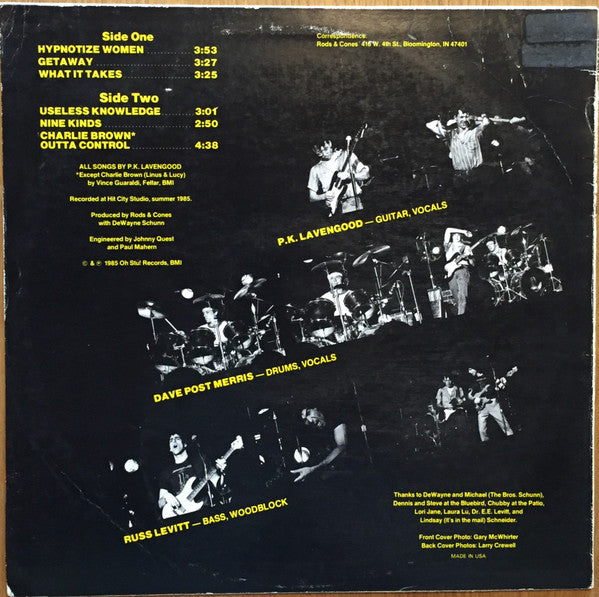 Side One
HYPNOTIZE WOMEN 3:53
GETAWAY 3:27
WHAT IT TAKES 3:25
Side Two
USELESS KNOWLEDGE 3:01
NINE KINDS 2:50
CHARLIE BROWN*
OUTTA CONTROL 4:38
ALL SONGS BY P.K. LAVENGOOD
*Except Charlie Brown (Linus & Lucy)
by Vince Guaraldi, Felfar, BMI
Recorded at Hit City Studio, summer 1985.
Produced by Rods & Cones
with DeWayne Schunn
Engineered by Johnny Quest
and Paul Mahern
© & ℗ 1985 Oh Stu! Records, BMI
Correspondence:
Rods & Cones 416 W. 4th St., Bloomington, IN 47401
P.K. LAVENGOOD — GUITAR, VOCALS
DAVE POST MERRIS — DRUMS, VOCALS
RUSS LEVITT — BASS, WOODBLOCK
Thanks to DeWayne and Michael (The Bros. Schunn),
Dennis and Steve at the Bluebird, Chubby at the Patio,
Lori Jane, Laura Lu, Dr. E.E. Levitt, and
Lindsay (it's in the mail) Schneider.
Front Cover Photo: Gary McWhirter
Back Cover Photos: Larry Crewell
MADE IN USA